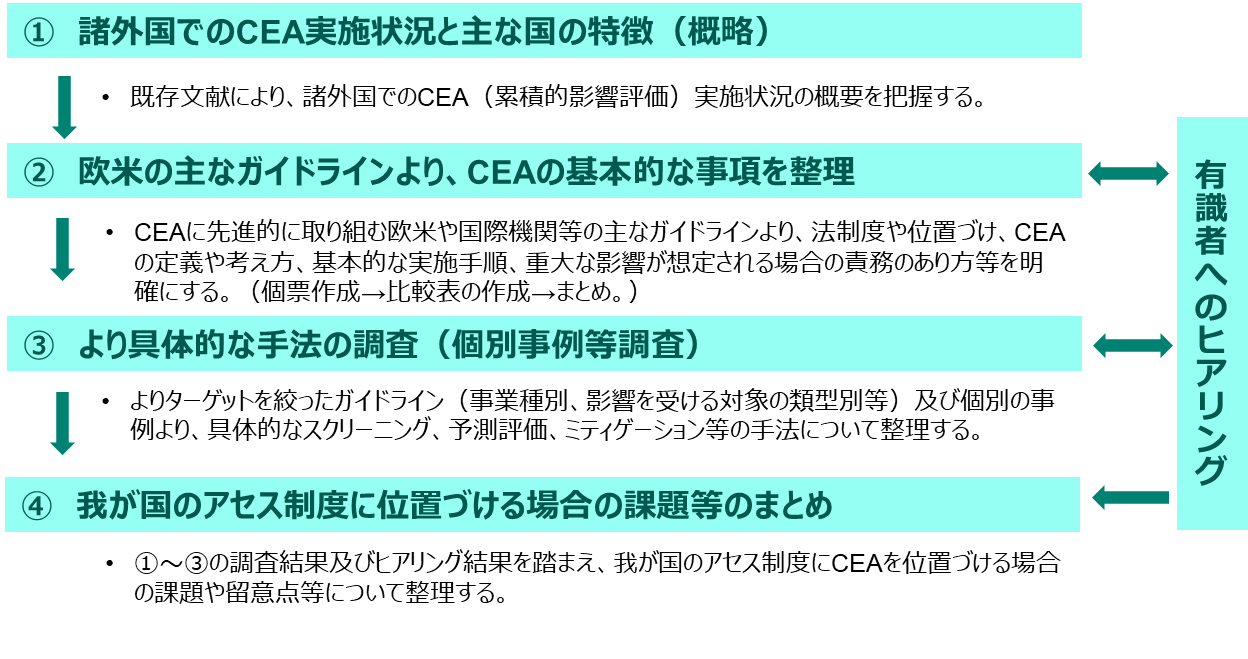 ① 諸外国でのCEA実施状況と主な国の特徴（概略）
• 既存文献により、諸外国でのCEA（累積的影響評価）実施状況の概要を把握する。
② 欧米の主なガイドラインより、CEAの基本的な事項を整理
• CEAに先進的に取り組む欧米や国際機関等の主なガイドラインより、法制度や位置づけ、CEA
の定義や考え方、基本的な実施手順、重大な影響が想定される場合の責務のあり方等を明
確にする。（個票作成→比較表の作成→まとめ。）
③ より具体的な手法の調査（個別事例等調査）
• よりターゲットを絞ったガイドライン（事業種別、影響を受ける対象の類型別等）及び個別の事
例より、具体的なスクリーニング、予測評価、ミティゲーション等の手法について整理する。
④ 我が国のアセス制度に位置づける場合の課題等のまとめ
• ①～③の調査結果及びヒアリング結果を踏まえ、我が国のアセス制度にCEAを位置づける場合
の課題や留意点等について整理する。
有識者へのヒアリング